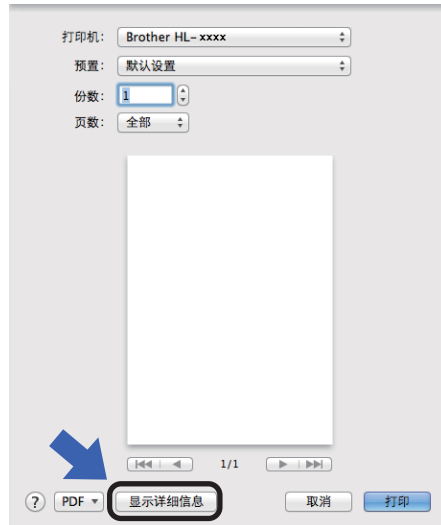 打印机: Brother HL-xxxx
预置: 默认设置
份数: 1
页数: 全部
1/1
? PDF 显示详细信息 取消 打印